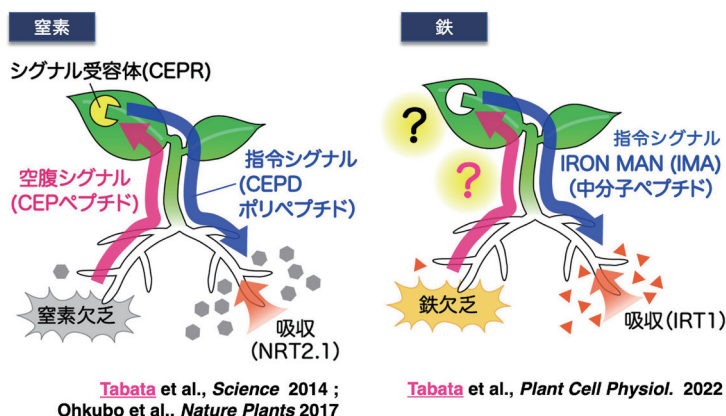 窒素
シグナル受容体(CEPR)
空腹シグナル
(CEPペプチド)
指令シグナル
(CEPD
ポリペプチド)
窒素欠乏
吸収
(NRT2.1)
Tabata et al., Science 2014 ;
Ohkubo et al., Nature Plants 2017
鉄
?
?
指令シグナル
IRON MAN (IMA)
(中分子ペプチド)
鉄欠乏
吸収(IRT1)
Tabata et al., Plant Cell Physiol. 2022